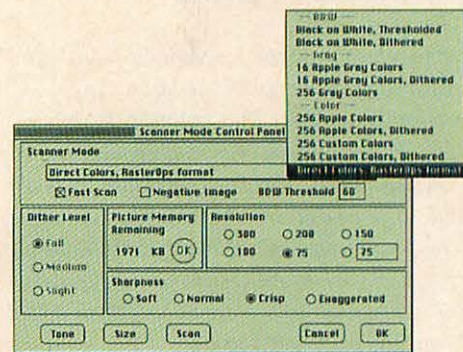 --- B&W ---
Black on White, Thresholded
Black on White, Dithered
--- Gray ---
16 Apple Gray Colors
16 Apple Gray Colors, Dithered
256 Gray Colors
--- Color ---
256 Apple Colors
256 Apple Colors, Dithered
256 Custom Colors
256 Custom Colors, Dithered
Direct Colors, RasterOps format
Scanner Mode Control Panel
Scanner Mode
Direct Colors, RasterOps format
Fast Scan Negative Image B&W Threshold 60
Dither Level Picture Memory Remaining Resolution
Full 1971 KB OK 300 200 150
Medium 100 75 75
Slight Sharpness
Soft Normal Crisp Exaggerated
Tone Size Scan Cancel OK